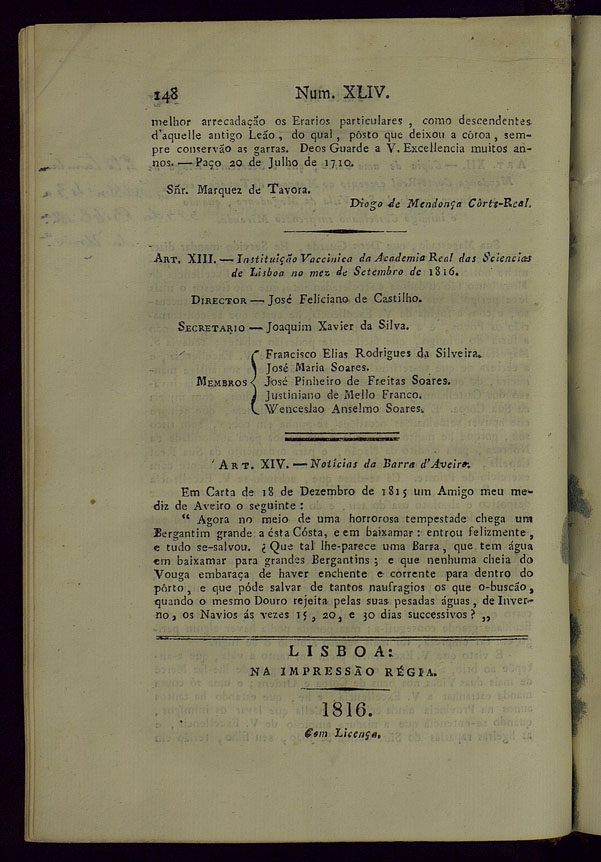 148 Num. XLIV.
melhor arrecadação os Erarios particulares , como descendentes
d'aquelle antigo Leão , do qual , pôsto que deixou a côroa , sem-
pre conservão as garras. Deos Guarde a V. Excellencia muitos an-
nos. — Paço 20 de Julho de 1710.
Sñr. Marquez de Tavora.
Diogo de Mendonça Côrte-Real.
ART. XIII. — Instituição Vaccinica da Academia Real das Sciencias
de Lisboa no mez de Setembro de 1816.
DIRECTOR — José Feliciano de Castilho.
SECRETARIO — Joaquim Xavier da Silva.
Francisco Elias Rodrigues da Silveira.
José Maria Soares.
MEMBROS José Pinheiro de Freitas Soares.
Justiniano de Mello Franco.
Wenceslao Anselmo Soares.
ART. XIV. — Notícias da Barra d'Aveiro.
Em Carta de 18 de Dezembro de 1815 um Amigo meu me-
diz de Aveiro o seguinte :
“ Agora no meio de uma horrorosa tempestade chega um
Bergantim grande a ésta Cósta, e em baixamar : entrou felizmente ,
e tudo se-salvou. ¿ Que tal lhe-parece uma Barra , que tem água
em baixamar para grandes Bergantins ; e que nenhuma cheia do
Vouga embaraça de haver enchente e corrente para dentro do
pôrto , e que póde salvar de tantos naufragios os que o-buscão ,
quando o mesmo Douro rejeita pelas suas pesadas águas , de Inver-
no , os Navios ás vezes 15 , 20 , e 30 dias successivos ? „
LISBOA:
NA IMPRESSÃO RÉGIA.
1816.
Com Licença.